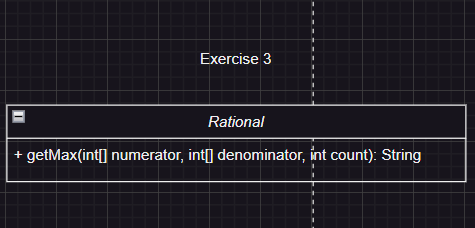 Exercise 3
Rational
+ getMax(int[] numerator, int[] denominator, int count): String